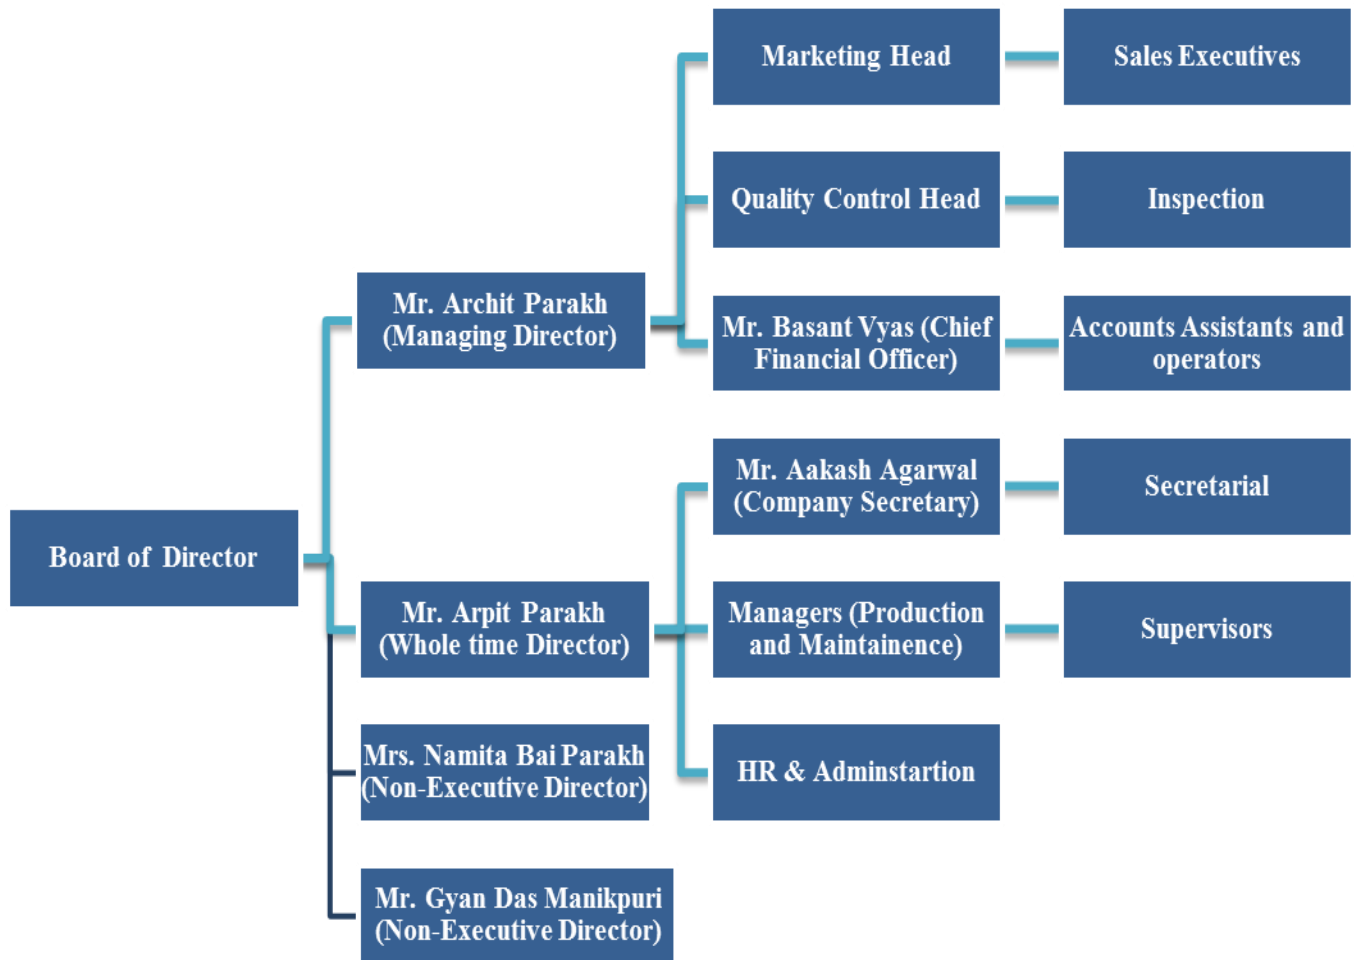 Marketing Head
Sales Executives
Quality Control Head
Inspection
Mr. Archit Parakh
(Managing Director)
Mr. Basant Vyas (Chief
Financial Officer)
Accounts Assistants and
operators
Mr. Aakash Agarwal
(Company Secretary)
Secretarial
Board of Director
Mr. Arpit Parakh
(Whole time Director)
Managers (Production
and Maintainence)
Supervisors
Mrs. Namita Bai Parakh
(Non-Executive Director)
HR & Adminstartion
Mr. Gyan Das Manikpuri
(Non-Executive Director)